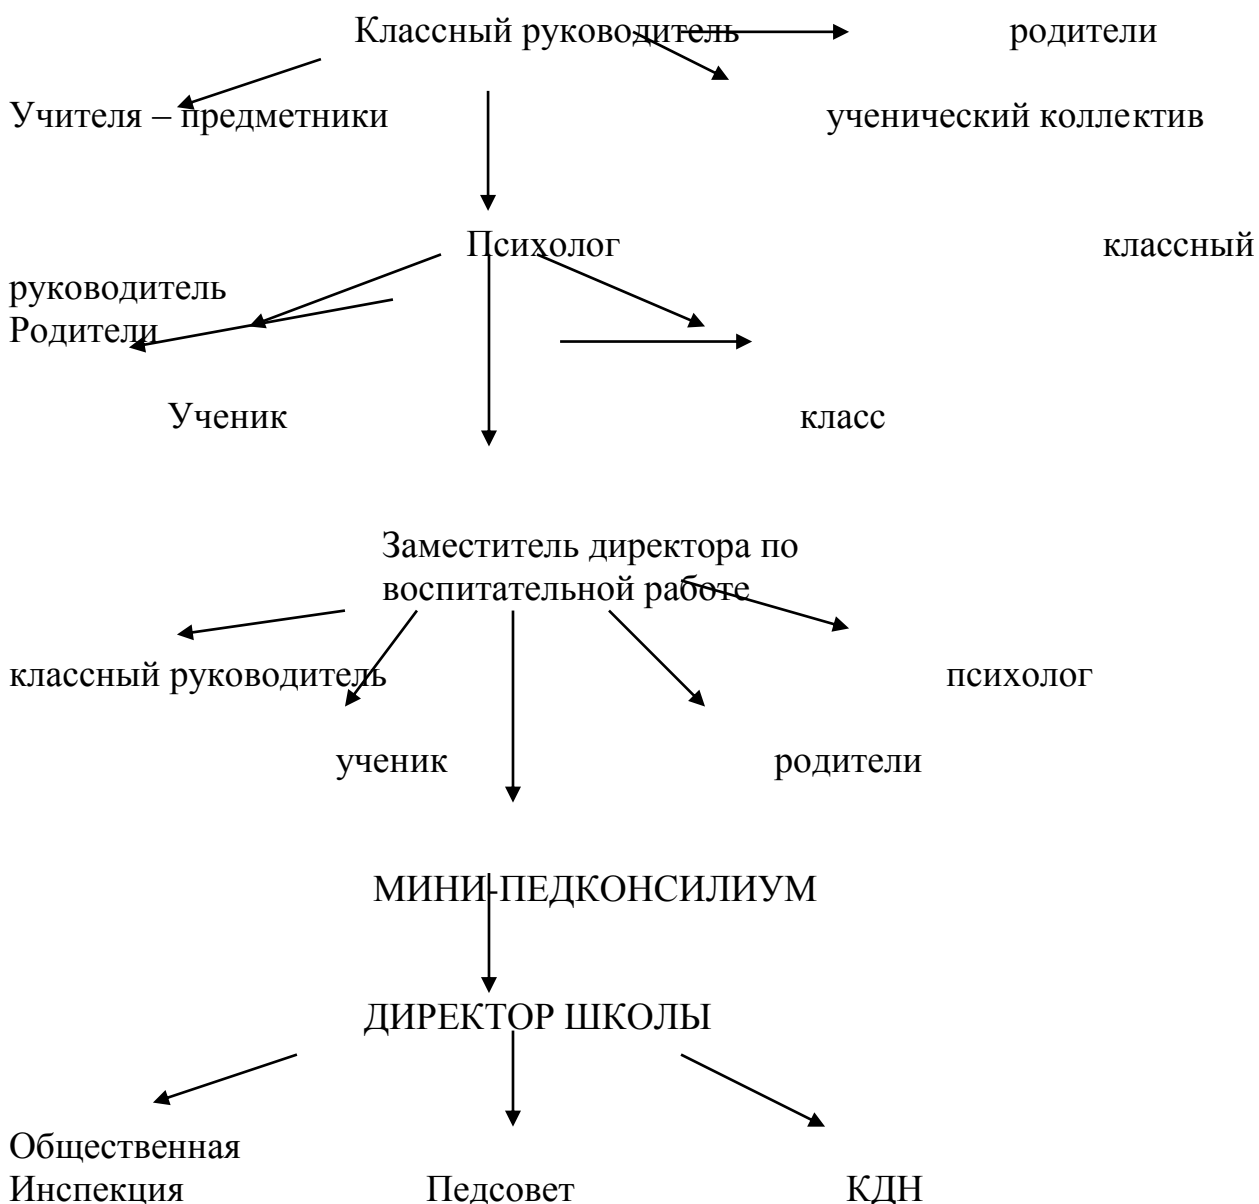 Классный руководитель родители
Учителя – предметники ученический коллектив
Психолог классный
руководитель
Родители
Ученик класс
Заместитель директора по
воспитательной работе
классный руководитель психолог
ученик родители
МИНИ-ПЕДКОНСИЛИУМ
ДИРЕКТОР ШКОЛЫ
Общественная
Инспекция Педсовет КДН